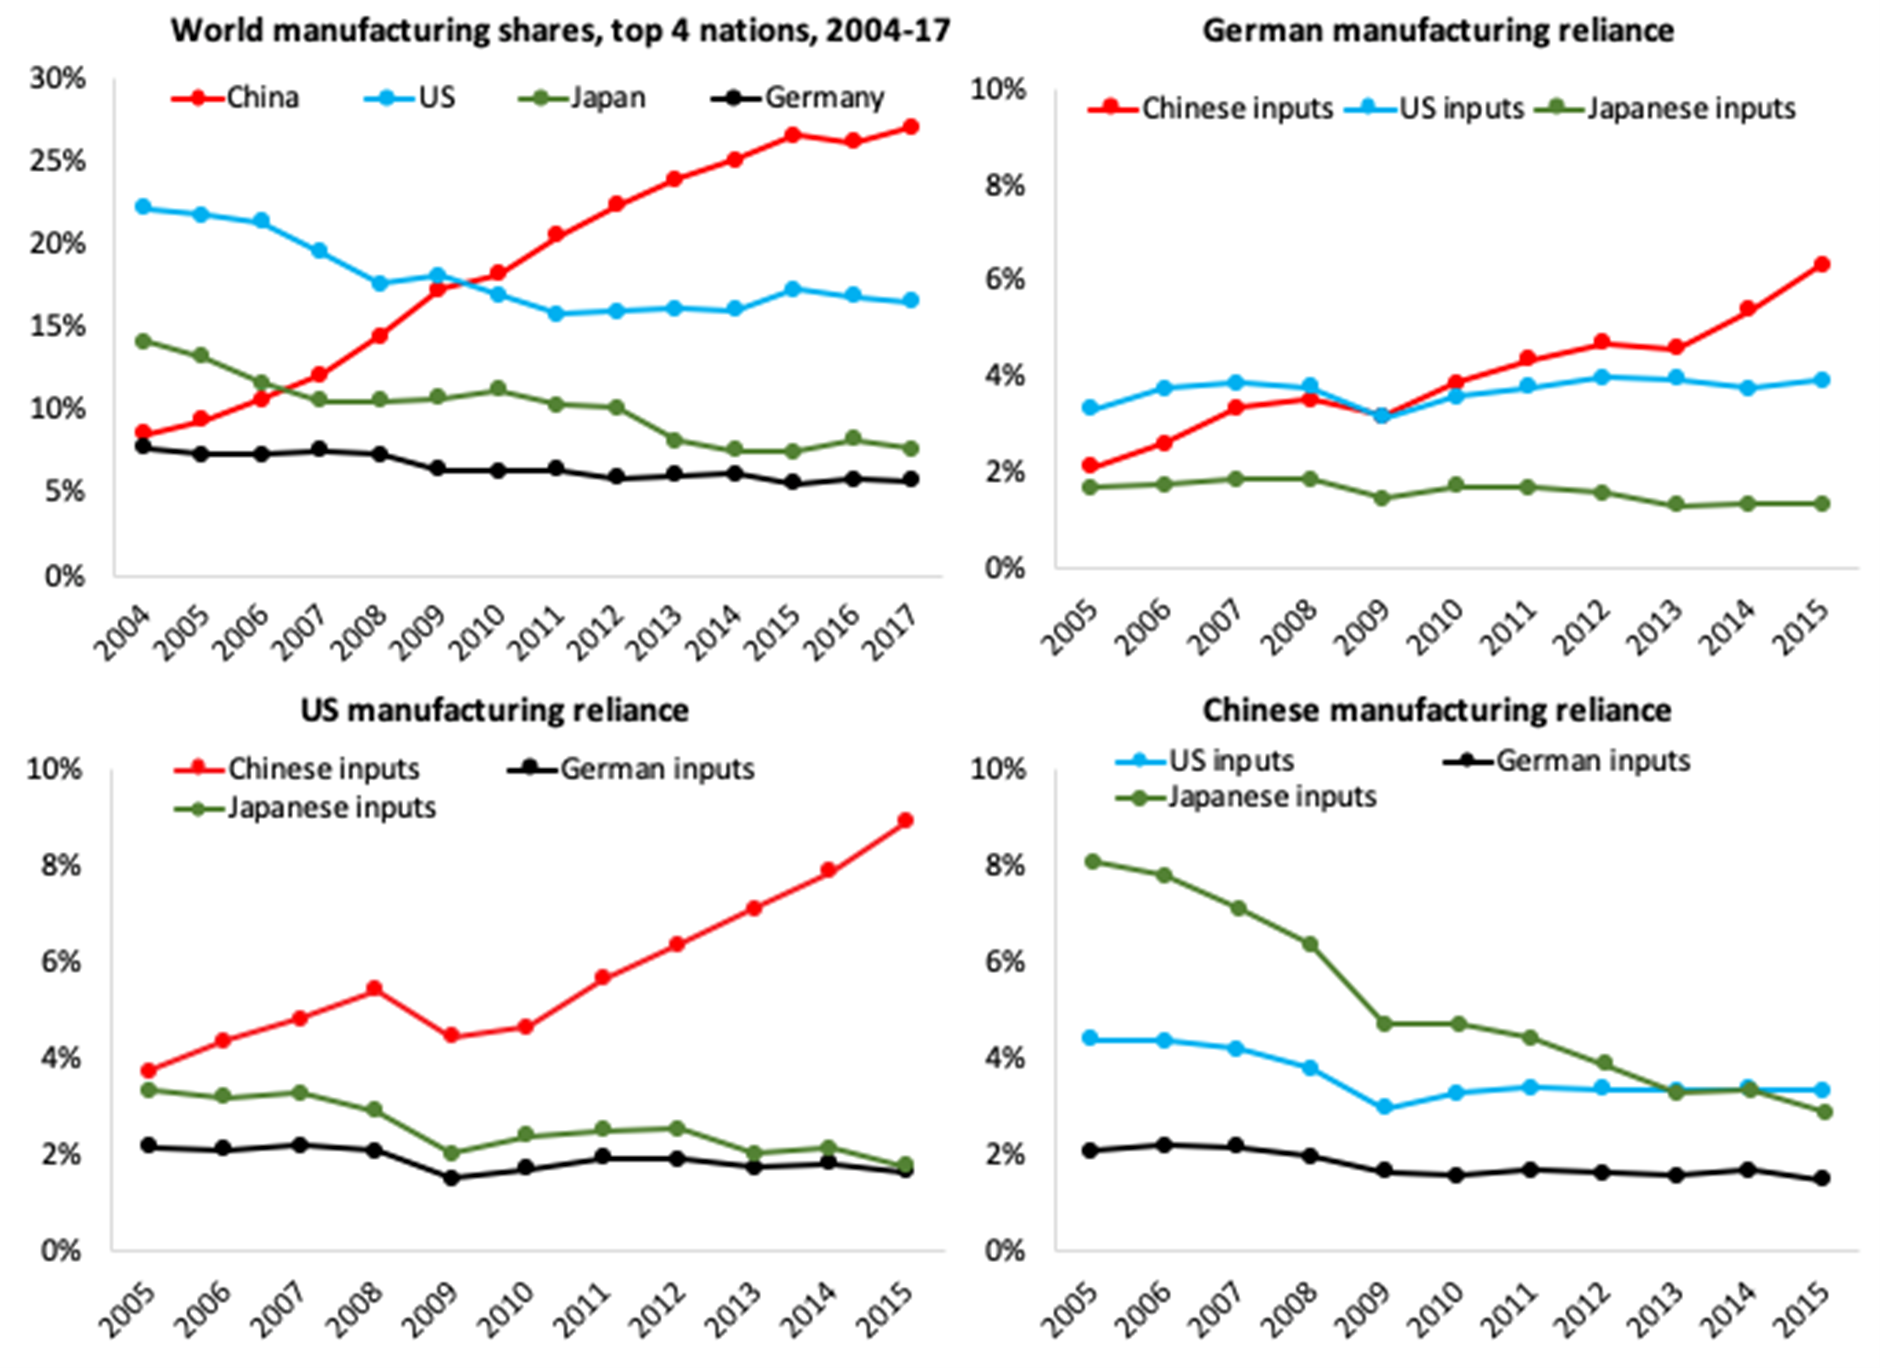 World manufacturing shares, top 4 nations, 2004-17
30%
China US Japan Germany
25%
20%
15%
10%
5%
0%
2004 2005 2006 2007 2008 2009 2010 2011 2012 2013 2014 2015 2016 2017
German manufacturing reliance
10%
Chinese inputs US inputs Japanese inputs
8%
6%
4%
2%
0%
2005 2006 2007 2008 2009 2010 2011 2012 2013 2014 2015
US manufacturing reliance
10%
Chinese inputs German inputs
Japanese inputs
8%
6%
4%
2%
0%
2005 2006 2007 2008 2009 2010 2011 2012 2013 2014 2015
Chinese manufacturing reliance
10%
US inputs German inputs
Japanese inputs
8%
6%
4%
2%
0%
2005 2006 2007 2008 2009 2010 2011 2012 2013 2014 2015